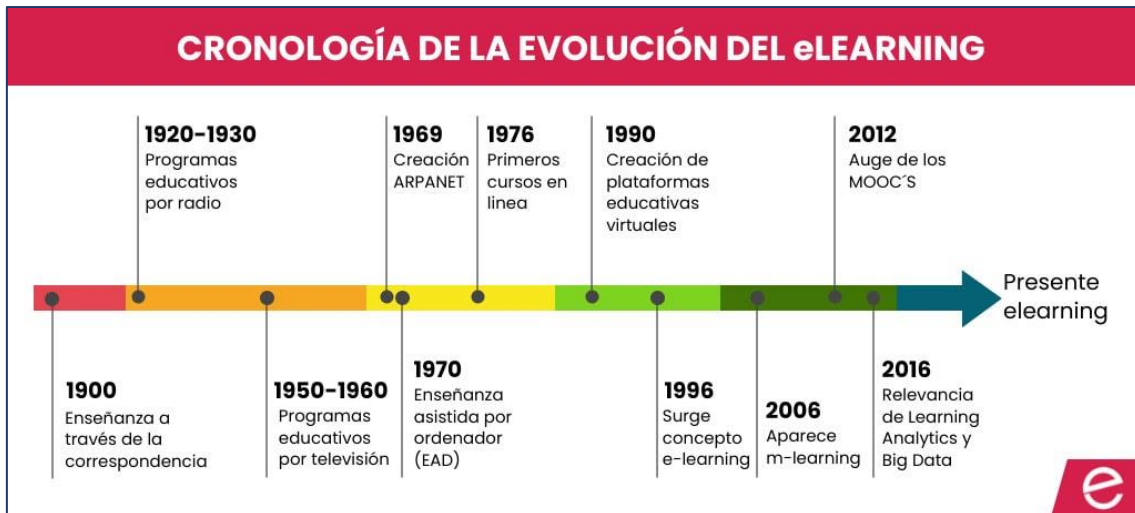 CRONOLOGÍA DE LA EVOLUCIÓN DEL eLEARNING
1920-1930
Programas
educativos
por radio
1969
Creación
ARPANET
1976
Primeros
cursos en
linea
1990
Creación de
plataformas
educativas
virtuales
2012
Auge de los
MOOC´S
Presente
elearning
1900
Enseñanza a
través de la
correspondencia
1950-1960
Programas
educativos
por televisión
1970
Enseñanza
asistida por
ordenador
(EAD)
1996
Surge
concepto
e-learning
2006
Aparece
m-learning
2016
Relevancia
de Learning
Analytics y
Big Data
e